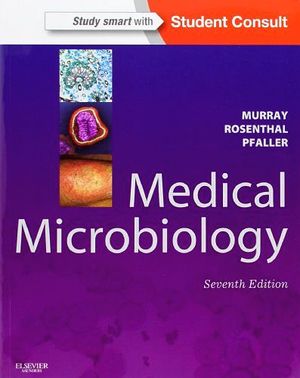 Study smart with
Student Consult
MURRAY
ROSENTHAL
PFALLER
Medical
Microbiology
Seventh Edition
ELSEVIER
SAUNDERS